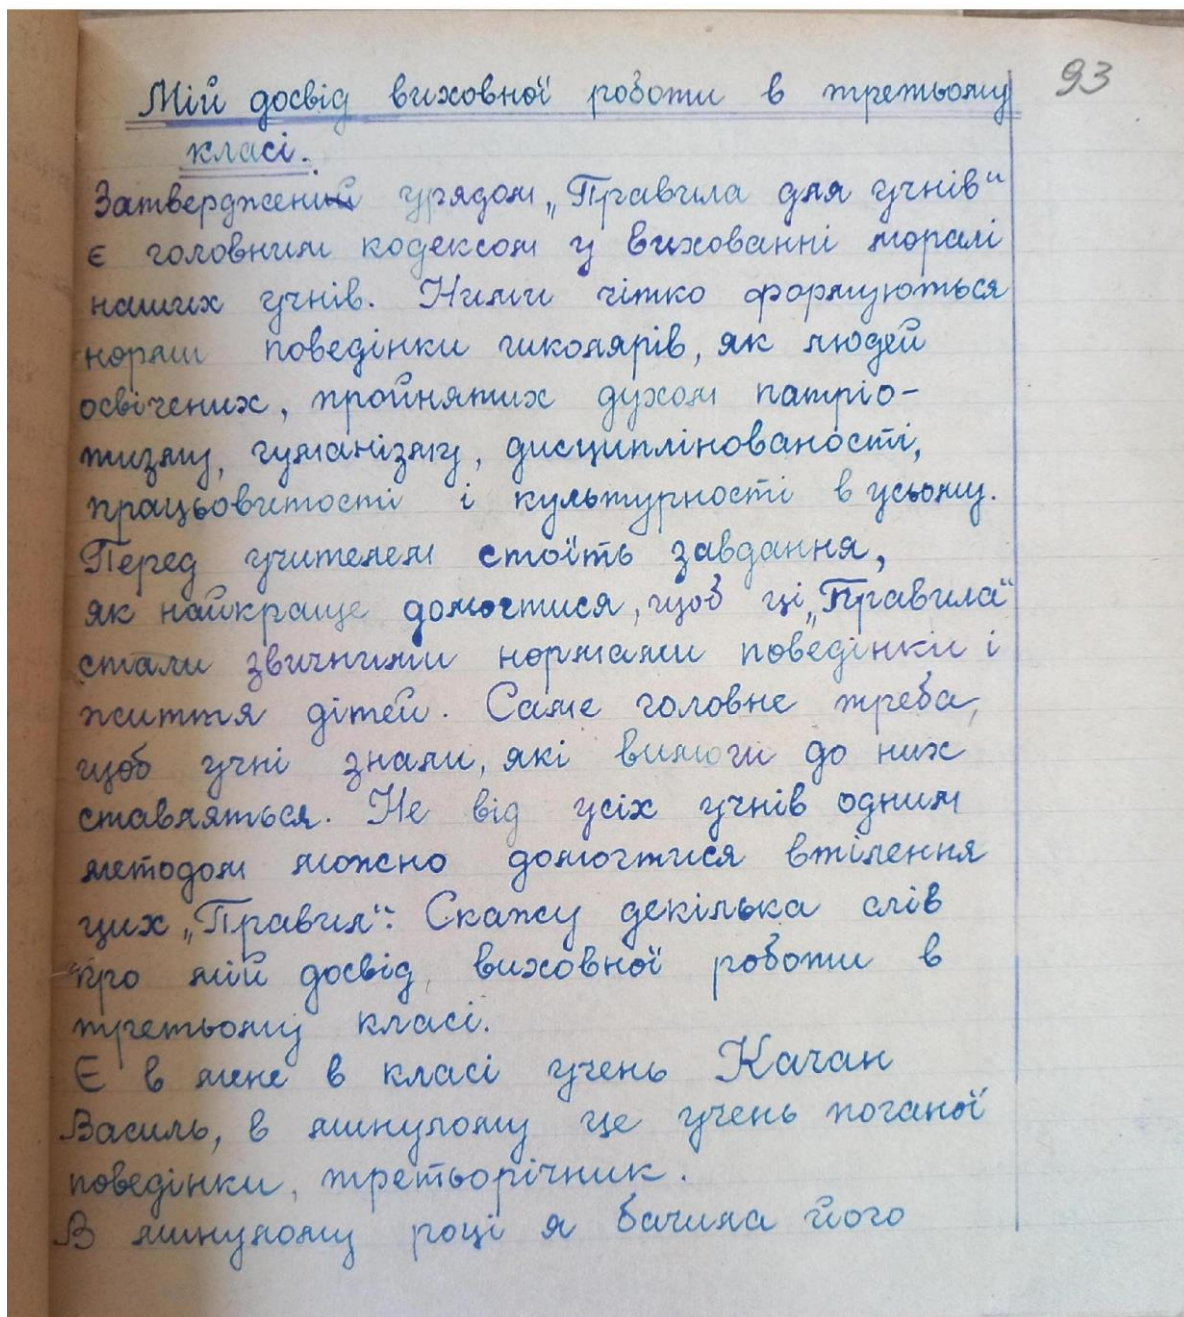 93
Мій досвід виховної роботи в третьому
класі.
Затверджений урядом „Правила для учнів“
є головним кодексом у вихованні моралі
наших учнів. Ними чітко формуються
норми поведінки школярів, як людей
освічених, пройнятих духом патріо-
тизму, гуманізму, дисциплінованості,
працьовитості і культурності в усьому.
Перед учителем стоїть завдання,
як найкраще домогтися, щоб ці „Правила“
стали звичними нормами поведінки і
життя дітей. Саме головне треба,
щоб учні знали, які вимоги до них
ставляться. Не від усіх учнів одним
методом можно домогтися втілення
цих „Правил“. Скажу декілька слів
про мій досвід, виховної роботи в
третьому класі.
Є в мене в класі учень Качан
Василь, в минулому це учень поганої
поведінки, третьорічник.
В минулому році я бачила його